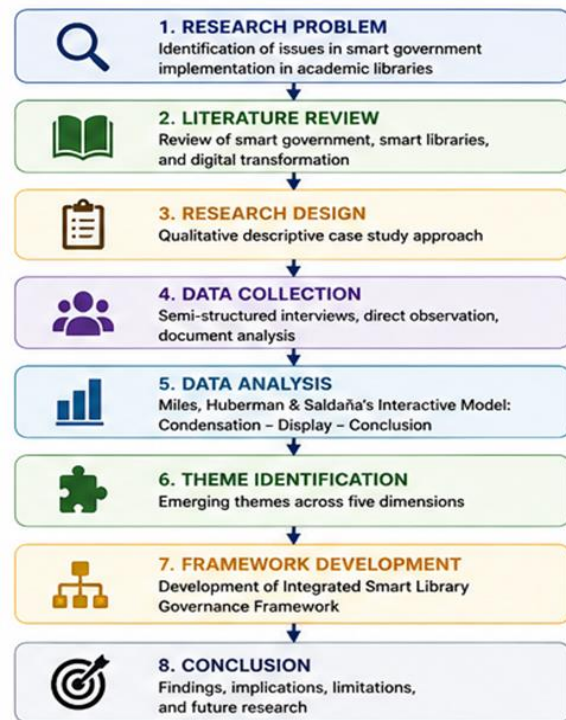 1. RESEARCH PROBLEM
Identification of issues in smart government
implementation in academic libraries
2. LITERATURE REVIEW
Review of smart government, smart libraries,
and digital transformation
3. RESEARCH DESIGN
Qualitative descriptive case study approach
4. DATA COLLECTION
Semi-structured interviews, direct observation,
document analysis
5. DATA ANALYSIS
Miles, Huberman & Saldaña's Interactive Model:
Condensation – Display – Conclusion
6. THEME IDENTIFICATION
Emerging themes across five dimensions
7. FRAMEWORK DEVELOPMENT
Development of Integrated Smart Library
Governance Framework
8. CONCLUSION
Findings, implications, limitations,
and future research